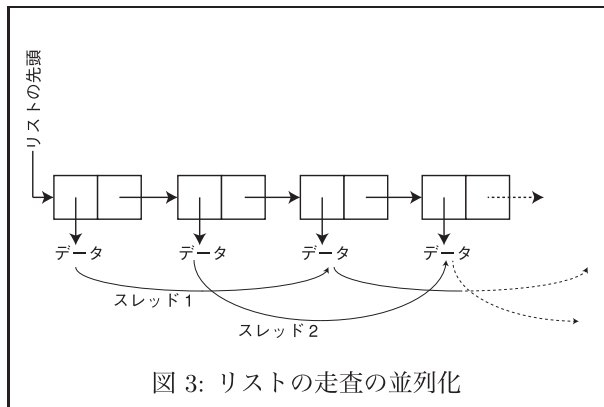 リストの先頭
データ
データ
データ
データ
スレッド1
スレッド2
図 3: リストの走査の並列化